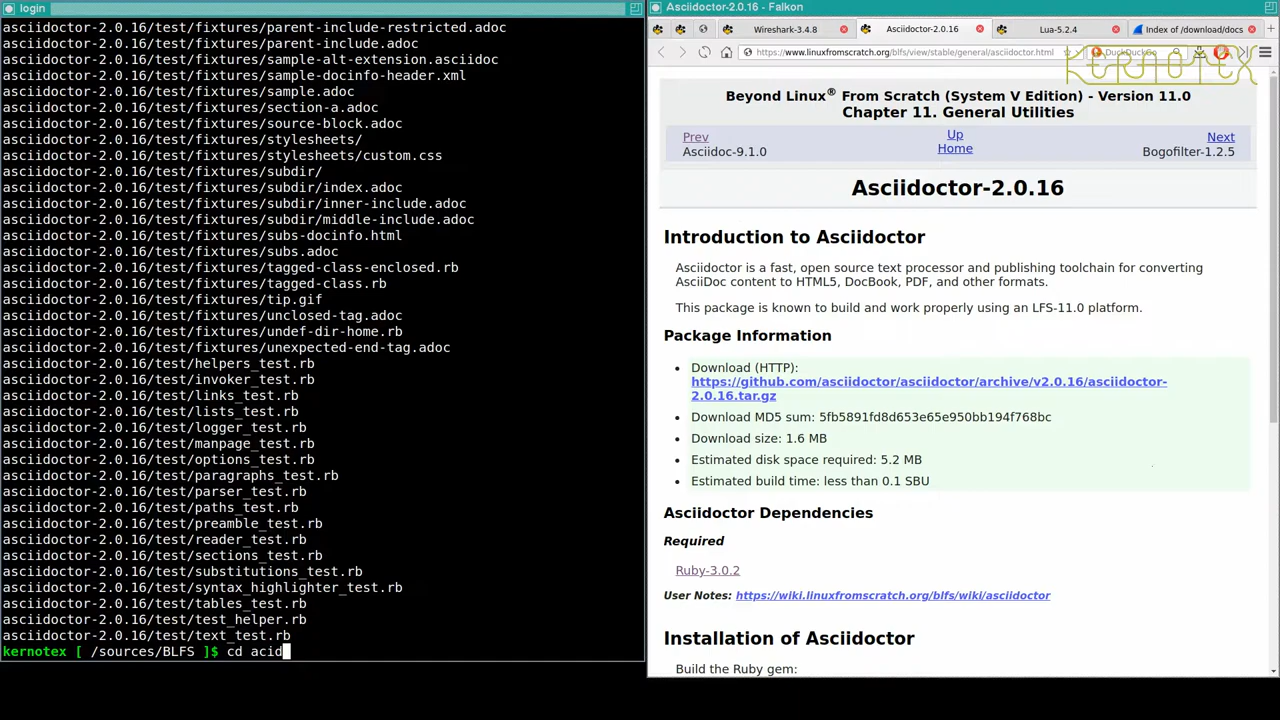 login
asciidoctor-2.0.16/test/fixtures/parent-include-restricted.adoc
asciidoctor-2.0.16/test/fixtures/parent-include.adoc
asciidoctor-2.0.16/test/fixtures/sample-alt-extension.asciidoc
asciidoctor-2.0.16/test/fixtures/sample-docinfo-header.xml
asciidoctor-2.0.16/test/fixtures/sample.adoc
asciidoctor-2.0.16/test/fixtures/section-a.adoc
asciidoctor-2.0.16/test/fixtures/source-block.adoc
asciidoctor-2.0.16/test/fixtures/stylesheets/
asciidoctor-2.0.16/test/fixtures/stylesheets/custom.css
asciidoctor-2.0.16/test/fixtures/subdir/
asciidoctor-2.0.16/test/fixtures/subdir/index.adoc
asciidoctor-2.0.16/test/fixtures/subdir/inner-include.adoc
asciidoctor-2.0.16/test/fixtures/subdir/middle-include.adoc
asciidoctor-2.0.16/test/fixtures/subs-docinfo.html
asciidoctor-2.0.16/test/fixtures/subs.adoc
asciidoctor-2.0.16/test/fixtures/tagged-class-enclosed.rb
asciidoctor-2.0.16/test/fixtures/tagged-class.rb
asciidoctor-2.0.16/test/fixtures/tip.gif
asciidoctor-2.0.16/test/fixtures/unclosed-tag.adoc
asciidoctor-2.0.16/test/fixtures/undef-dir-home.rb
asciidoctor-2.0.16/test/fixtures/unexpected-end-tag.adoc
asciidoctor-2.0.16/test/helpers_test.rb
asciidoctor-2.0.16/test/invoker_test.rb
asciidoctor-2.0.16/test/links_test.rb
asciidoctor-2.0.16/test/lists_test.rb
asciidoctor-2.0.16/test/logger_test.rb
asciidoctor-2.0.16/test/manpage_test.rb
asciidoctor-2.0.16/test/options_test.rb
asciidoctor-2.0.16/test/paragraphs_test.rb
asciidoctor-2.0.16/test/parser_test.rb
asciidoctor-2.0.16/test/paths_test.rb
asciidoctor-2.0.16/test/preamble_test.rb
asciidoctor-2.0.16/test/reader_test.rb
asciidoctor-2.0.16/test/sections_test.rb
asciidoctor-2.0.16/test/substitutions_test.rb
asciidoctor-2.0.16/test/syntax_highlighter_test.rb
asciidoctor-2.0.16/test/tables_test.rb
asciidoctor-2.0.16/test/test_helper.rb
asciidoctor-2.0.16/test/text_test.rb
kernotex [ /sources/BLFS ]$ cd acid
Asciidoctor-2.0.16 - Falkon
Wireshark-3.4.8
Asciidoctor-2.0.16
Lua-5.2.4
Index of /download/docs
https://www.linuxfromscratch.org/blfs/view/stable/general/asciidoctor.html
DuckDuckGo
KERNOTEX
Beyond Linux® From Scratch (System V Edition) - Version 11.0
Chapter 11. General Utilities
Prev
Up
Next
Asciidoc-9.1.0
Home
Bogofilter-1.2.5
Asciidoctor-2.0.16
Introduction to Asciidoctor
Asciidoctor is a fast, open source text processor and publishing toolchain for converting
AsciiDoc content to HTML5, DocBook, PDF, and other formats.
This package is known to build and work properly using an LFS-11.0 platform.
Package Information
Download (HTTP):
https://github.com/asciidoctor/asciidoctor/archive/v2.0.16/asciidoctor-
2.0.16.tar.gz
Download MD5 sum: 5fb5891fd8d653e65e950bb194f768bc
Download size: 1.6 MB
Estimated disk space required: 5.2 MB
Estimated build time: less than 0.1 SBU
Asciidoctor Dependencies
Required
Ruby-3.0.2
User Notes: https://wiki.linuxfromscratch.org/blfs/wiki/asciidoctor
Installation of Asciidoctor
Build the Ruby gem: